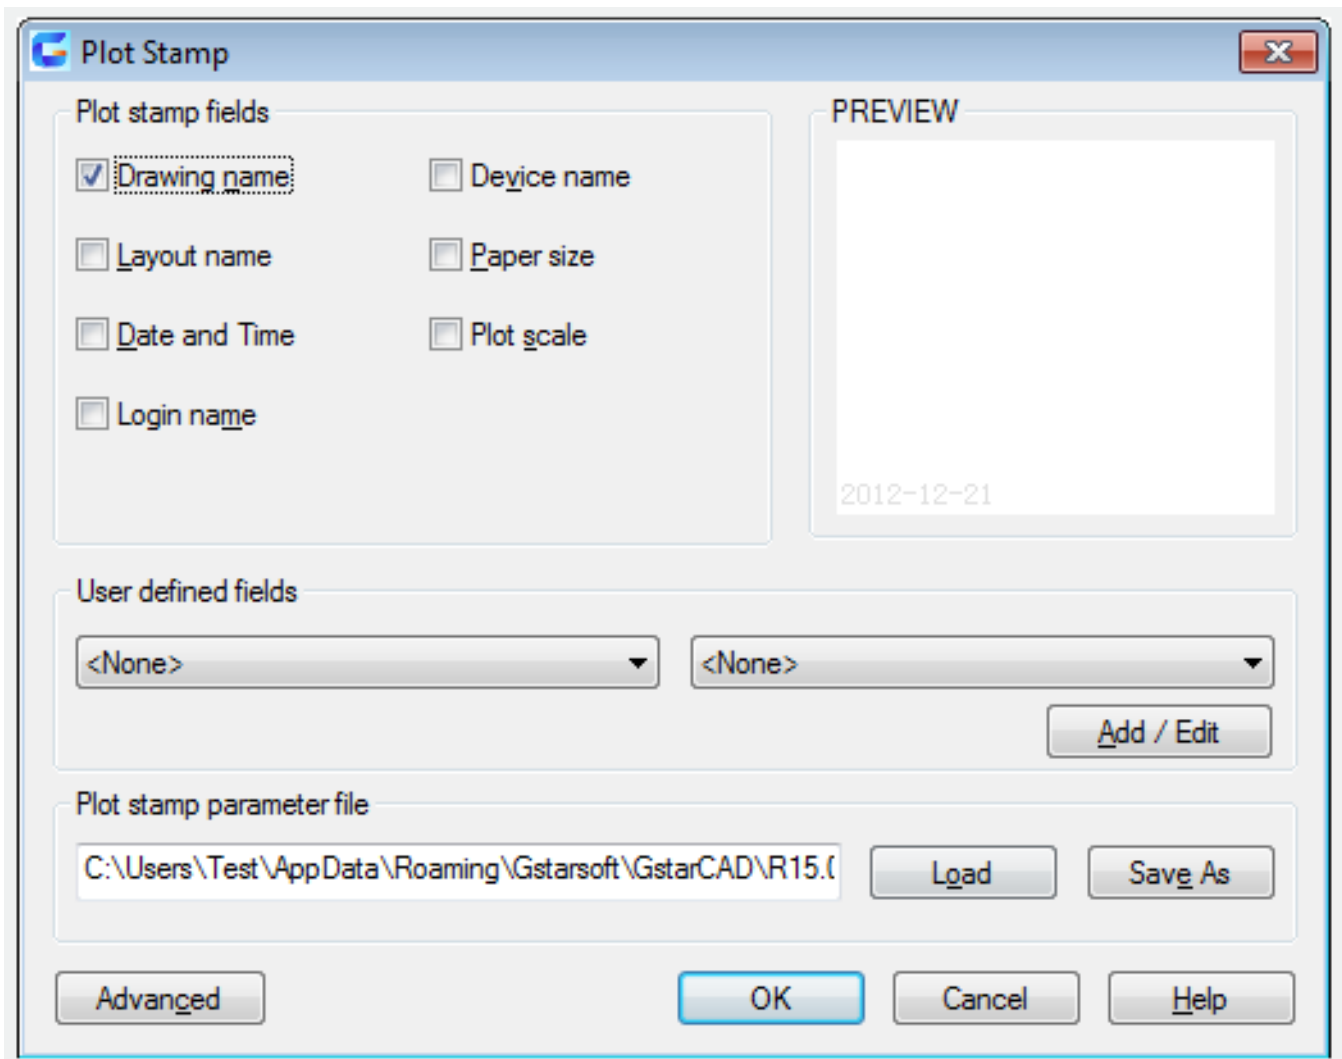 Plot Stamp
Plot stamp fields
PREVIEW
Drawing name
Device name
Layout name
Paper size
Date and Time
Plot scale
Login name
2012-12-21
User defined fields
<None>
<None>
Add / Edit
Plot stamp parameter file
C:\Users\Test\AppData\Roaming\Gstarsoft\GstarCAD\R15.
Load
Save As
Advanced
OK
Cancel
Help